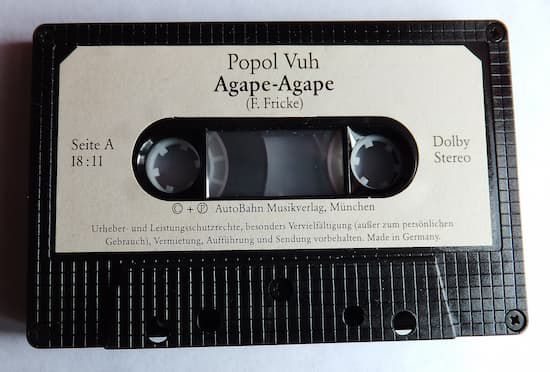 Popol Vuh
Agape-Agape
(F. Fricke)
Seite A
18:11
Dolby
Stereo
© + ℗ AutoBahn Musikverlag, München
Urheber- und Leistungsschutzrechte, besonders Vervielfältigung (außer zum persönlichen
Gebrauch), Vermietung, Aufführung und Sendung vorbehalten. Made in Germany.